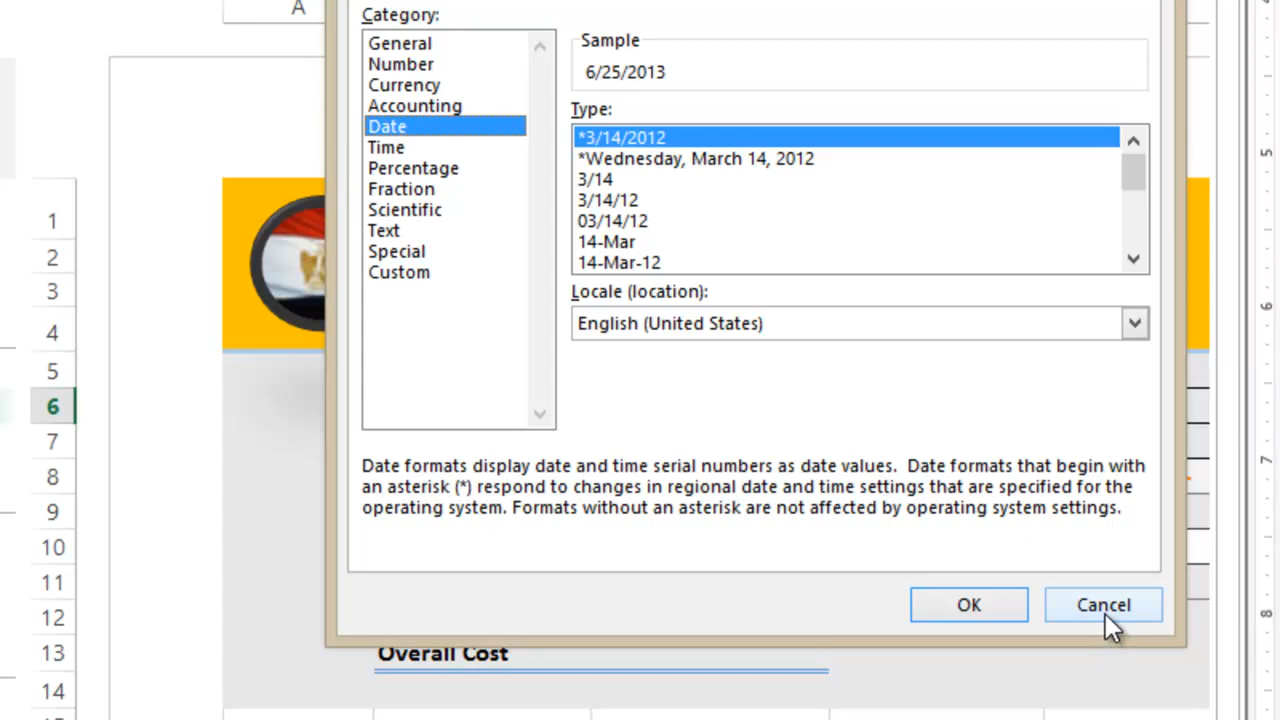 A
Category:
General
Number
Currency
Accounting
Date
Time
Percentage
Fraction
Scientific
Text
Special
Custom
Sample
6/25/2013
Type:
*3/14/2012
*Wednesday, March 14, 2012
3/14
3/14/12
03/14/12
14-Mar
14-Mar-12
Locale (location):
English (United States)
Date formats display date and time serial numbers as date values.  Date formats that begin with
an asterisk (*) respond to changes in regional date and time settings that are specified for the
operating system. Formats without an asterisk are not affected by operating system settings.
OK
Cancel
1
2
3
4
5
6
7
8
9
10
11
12
13
14
Overall Cost
5
6
7
8